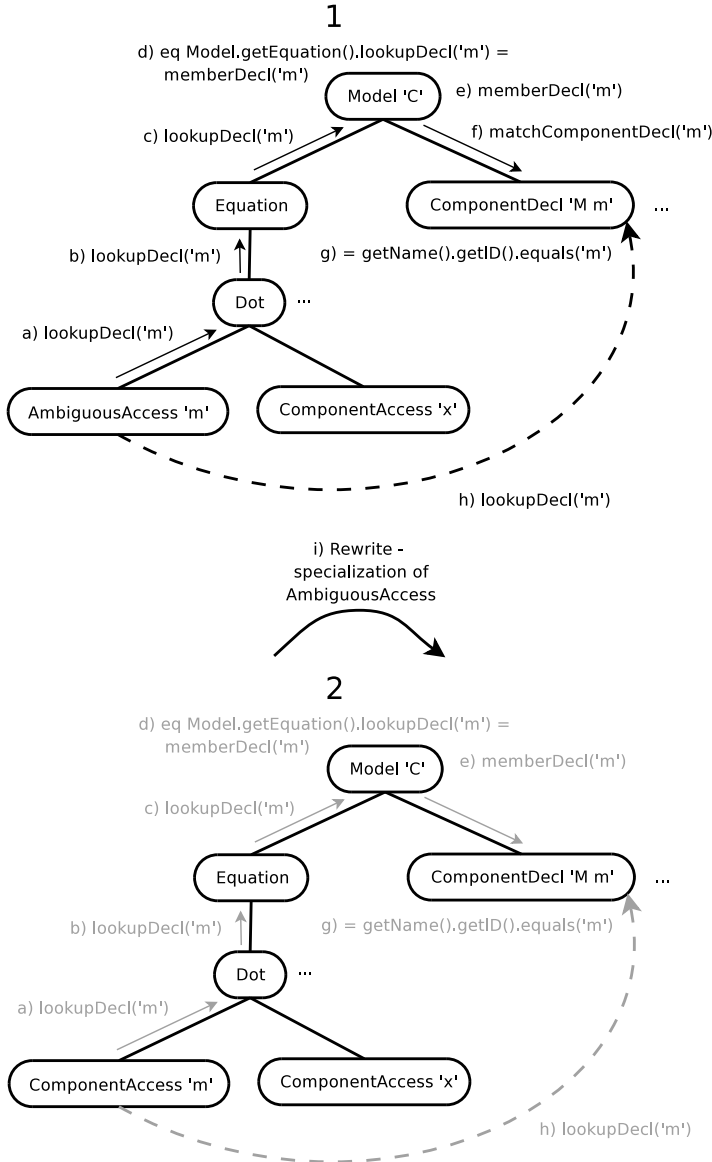 1
d) eq Model.getEquation().lookupDecl('m') =
memberDecl('m')
Model 'C'
e) memberDecl('m')
c) lookupDecl('m')
f) matchComponentDecl('m')
Equation
ComponentDecl 'M m'
...
b) lookupDecl('m')
g) = getName().getID().equals('m')
Dot
...
a) lookupDecl('m')
AmbiguousAccess 'm'
ComponentAccess 'x'
h) lookupDecl('m')
i) Rewrite -
specialization of
AmbiguousAccess
2
d) eq Model.getEquation().lookupDecl('m') =
memberDecl('m')
Model 'C'
e) memberDecl('m')
c) lookupDecl('m')
Equation
ComponentDecl 'M m'
...
b) lookupDecl('m')
g) = getName().getID().equals('m')
Dot
...
a) lookupDecl('m')
ComponentAccess 'm'
ComponentAccess 'x'
h) lookupDecl('m')